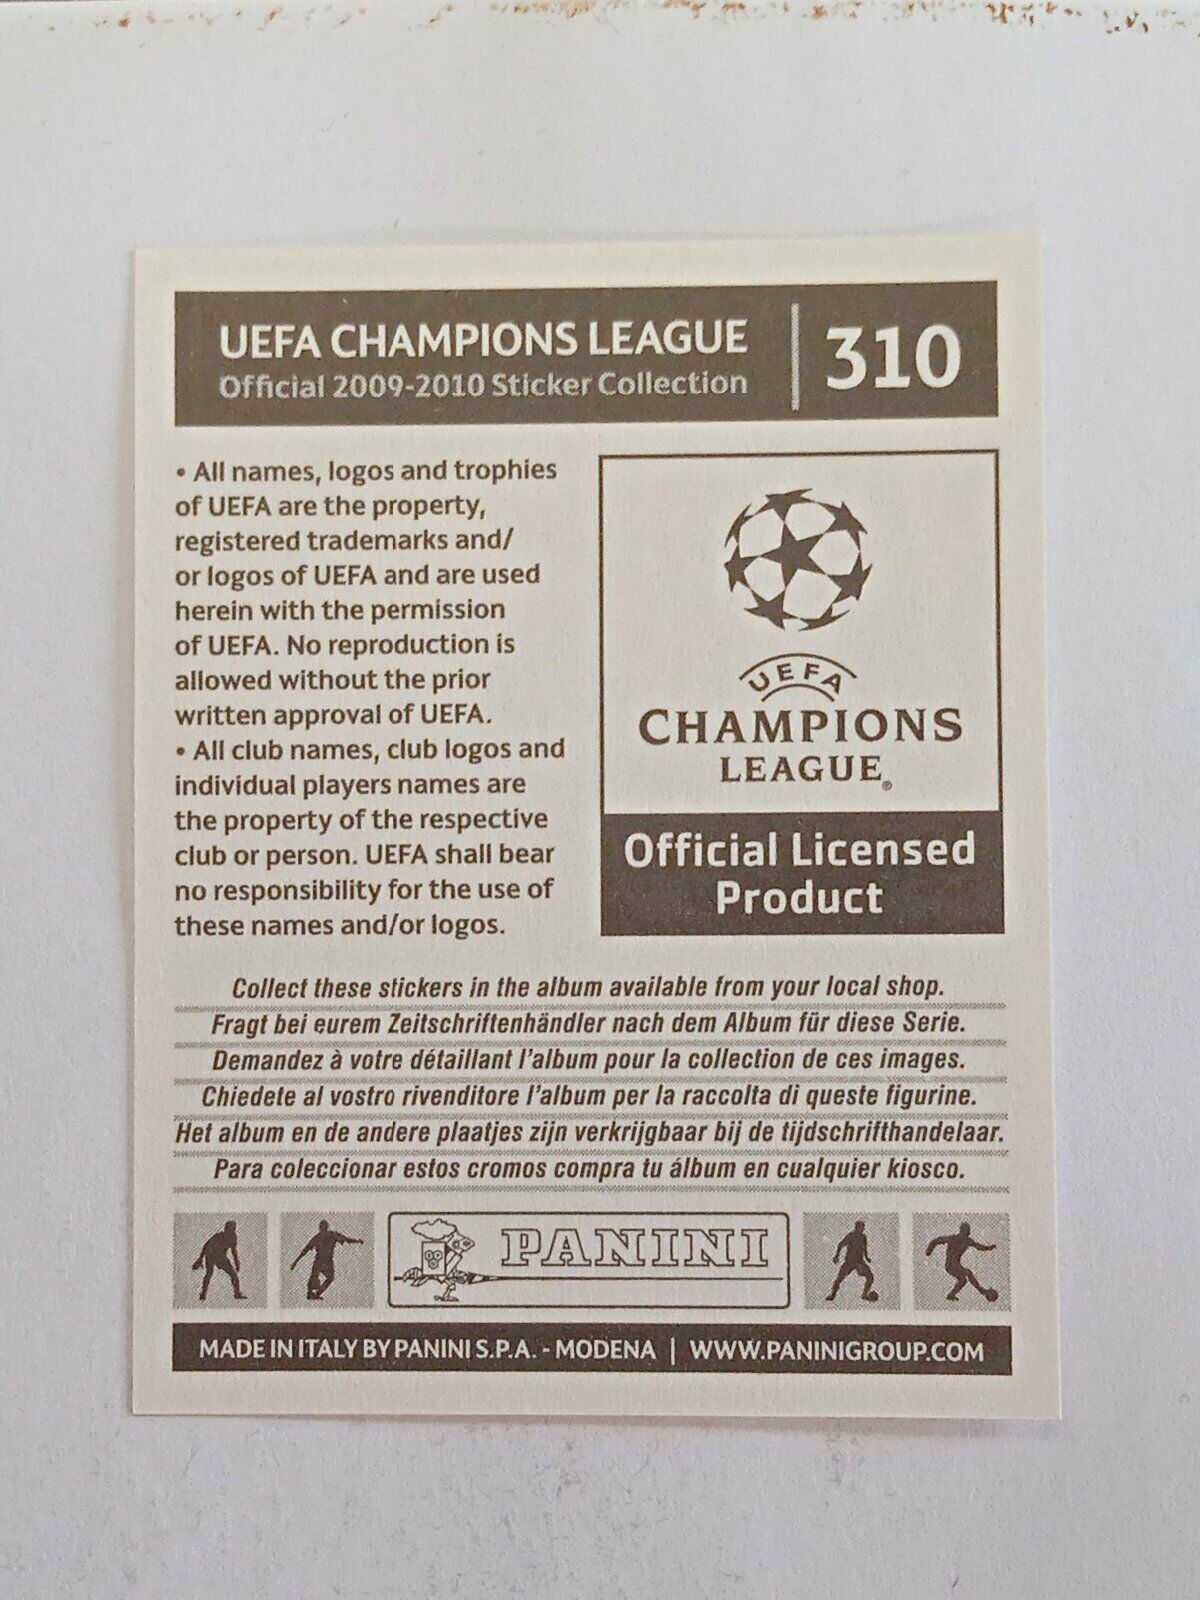 UEFA CHAMPIONS LEAGUE
Official 2009-2010 Sticker Collection
310
• All names, logos and trophies
of UEFA are the property,
registered trademarks and/
or logos of UEFA and are used
herein with the permission
of UEFA. No reproduction is
allowed without the prior
written approval of UEFA.
• All club names, club logos and
individual players names are
the property of the respective
club or person. UEFA shall bear
no responsibility for the use of
these names and/or logos.
UEFA
CHAMPIONS
LEAGUE®
Official Licensed
Product
Collect these stickers in the album available from your local shop.
Fragt bei eurem Zeitschriftenhändler nach dem Album für diese Serie.
Demandez à votre détaillant l'album pour la collection de ces images.
Chiedete al vostro rivenditore l'album per la raccolta di queste figurine.
Het album en de andere plaatjes zijn verkrijgbaar bij de tijdschrifthandelaar.
Para coleccionar estos cromos compra tu álbum en cualquier kiosco.
PANINI
MADE IN ITALY BY PANINI S.P.A. - MODENA | WWW.PANINIGROUP.COM